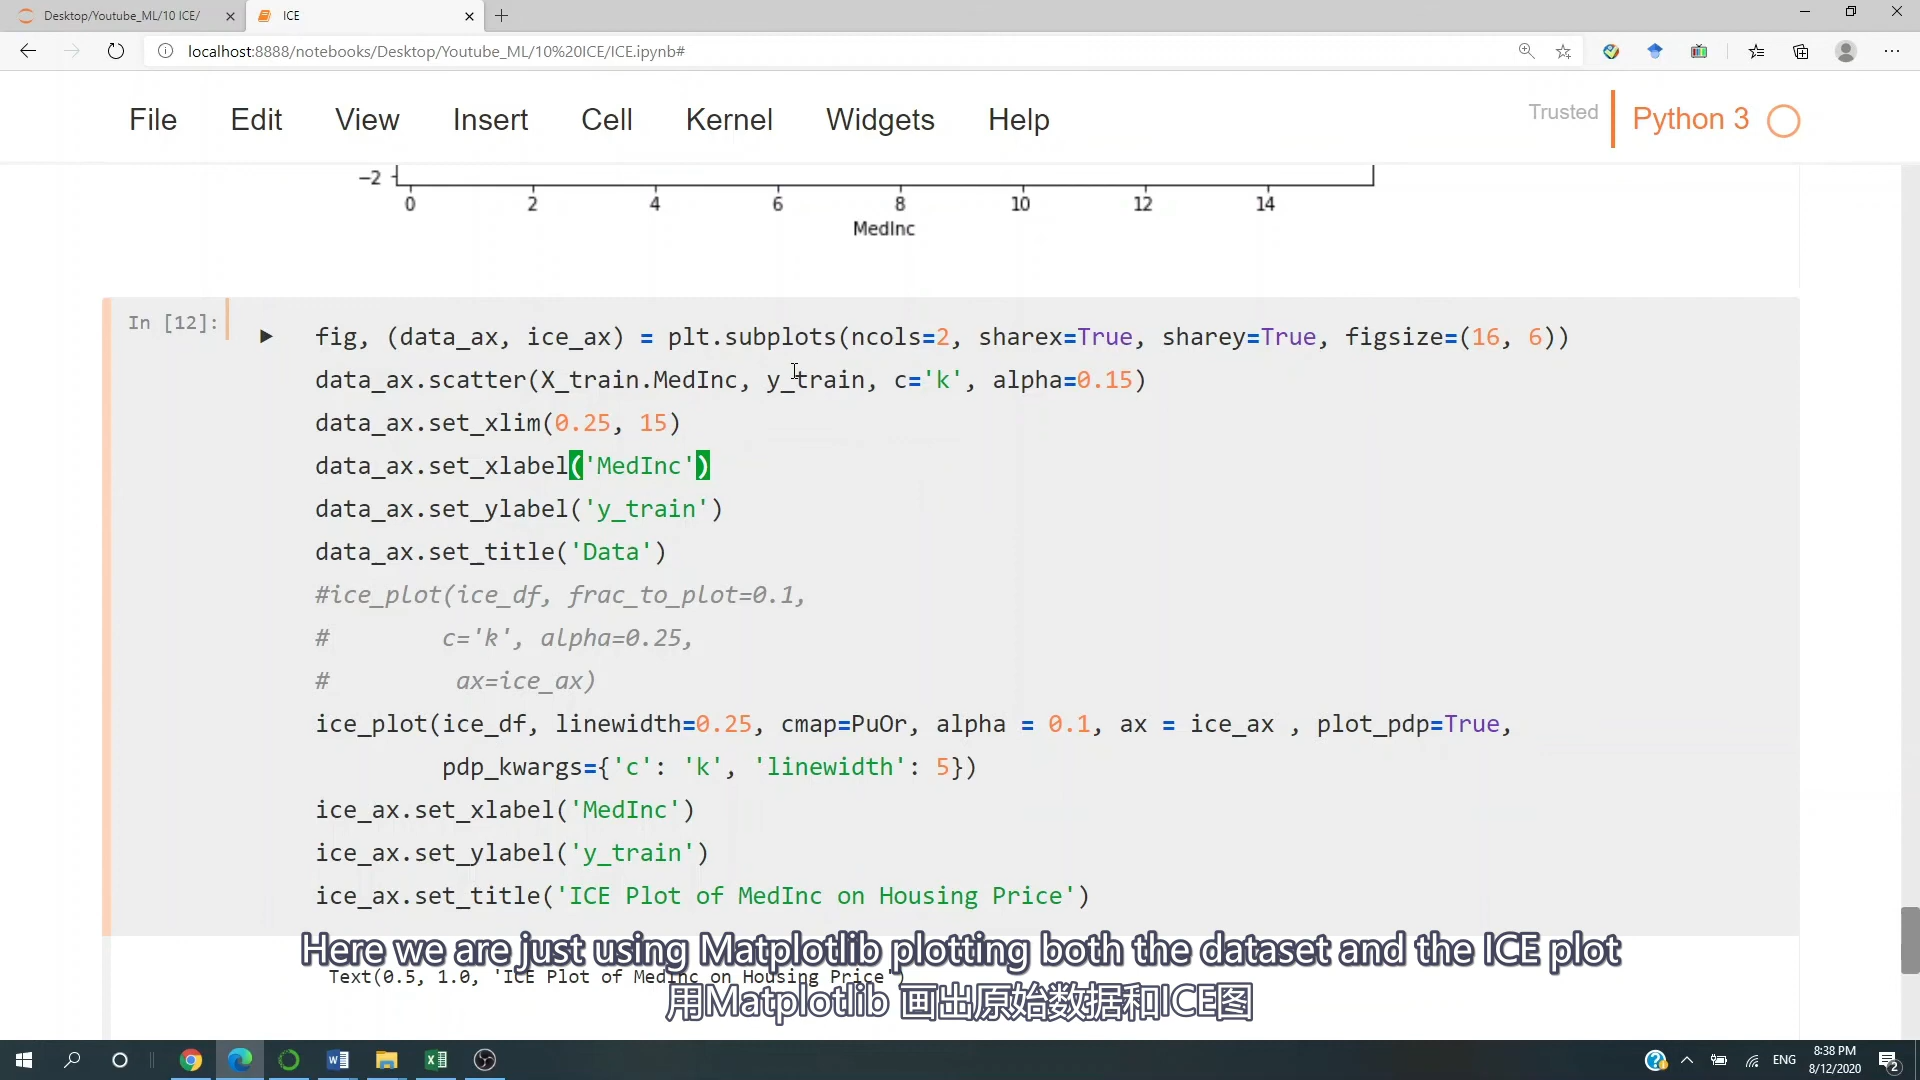 Desktop/Youtube_ML/10 ICE/
ICE
localhost:8888/notebooks/Desktop/Youtube_ML/10%20ICE/ICE.ipynb#
File Edit View Insert Cell Kernel Widgets Help
Trusted
Python 3
−2
0 2 4 6 8 10 12 14
MedInc
In [12]:
fig, (data_ax, ice_ax) = plt.subplots(ncols=2, sharex=True, sharey=True, figsize=(16, 6))
data_ax.scatter(X_train.MedInc, y_train, c='k', alpha=0.15)
data_ax.set_xlim(0.25, 15)
data_ax.set_xlabel('MedInc')
data_ax.set_ylabel('y_train')
data_ax.set_title('Data')
#ice_plot(ice_df, frac_to_plot=0.1,
#        c='k', alpha=0.25,
#         ax=ice_ax)
ice_plot(ice_df, linewidth=0.25, cmap=PuOr, alpha = 0.1, ax = ice_ax , plot_pdp=True,
pdp_kwargs={'c': 'k', 'linewidth': 5})
ice_ax.set_xlabel('MedInc')
ice_ax.set_ylabel('y_train')
ice_ax.set_title('ICE Plot of MedInc on Housing Price')
Here we are just using Matplotlib plotting both the dataset and the ICE plot
Text(0.5, 1.0, 'ICE Plot of MedInc on Housing Price')
用Matplotlib 画出原始数据和ICE图
ENG
8:38 PM
8/12/2020
2